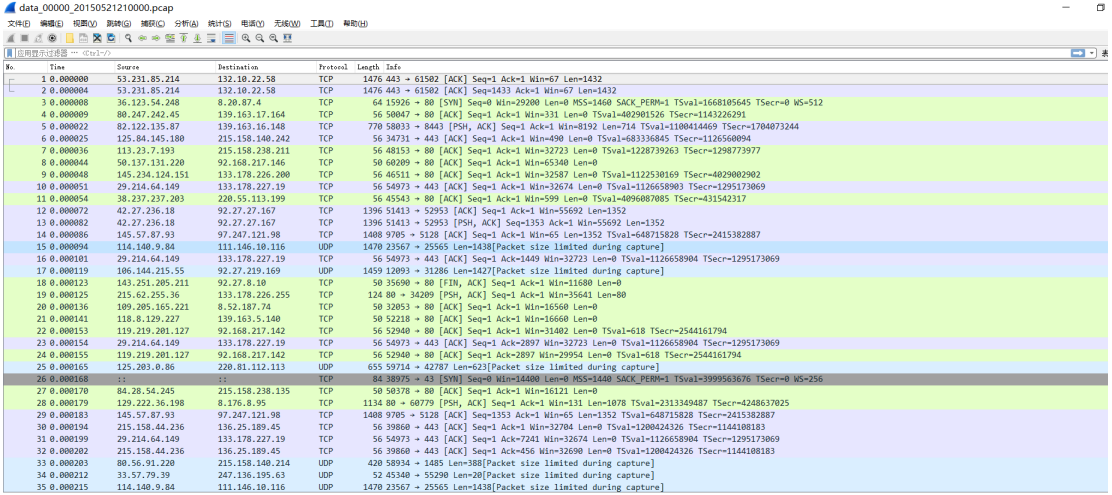 data_00000_20150521210000.pcap
文件(F) 编辑(E) 视图(V) 跳转(G) 捕获(C) 分析(A) 统计(S) 电话(Y) 无线(W) 工具(T) 帮助(H)
应用显示过滤器 … <Ctrl-/>
No. Time Source Destination Protocol Length Info
1 0.000000 53.231.85.214 132.10.22.58 TCP 1476 443 → 61502 [ACK] Seq=1 Ack=1 Win=67 Len=1432
2 0.000004 53.231.85.214 132.10.22.58 TCP 1476 443 → 61502 [ACK] Seq=1433 Ack=1 Win=67 Len=1432
3 0.000008 36.123.54.248 8.20.87.4 TCP 64 15926 → 80 [SYN] Seq=0 Win=29200 Len=0 MSS=1460 SACK_PERM=1 TSval=1668105645 TSecr=0 WS=512
4 0.000009 80.247.242.45 139.163.17.164 TCP 56 50047 → 80 [ACK] Seq=1 Ack=1 Win=331 Len=0 TSval=402901526 TSecr=1143226291
5 0.000022 82.122.135.87 139.163.16.148 TCP 770 58033 → 8443 [PSH, ACK] Seq=1 Ack=1 Win=8192 Len=714 TSval=1100414469 TSecr=1704073244
6 0.000025 125.84.145.180 215.158.140.242 TCP 56 34731 → 443 [ACK] Seq=1 Ack=1 Win=490 Len=0 TSval=683336845 TSecr=1126560094
7 0.000036 113.23.7.193 215.158.238.211 TCP 56 48153 → 80 [ACK] Seq=1 Ack=1 Win=32723 Len=0 TSval=1228739263 TSecr=1298773977
8 0.000044 50.137.131.220 92.168.217.146 TCP 50 60209 → 80 [ACK] Seq=1 Ack=1 Win=65340 Len=0
9 0.000048 145.234.124.151 133.178.226.200 TCP 56 46511 → 80 [ACK] Seq=1 Ack=1 Win=32587 Len=0 TSval=1122530169 TSecr=4029002902
10 0.000051 29.214.64.149 133.178.227.19 TCP 56 54973 → 443 [ACK] Seq=1 Ack=1 Win=32674 Len=0 TSval=1126658903 TSecr=1295173069
11 0.000054 38.237.237.203 220.55.113.199 TCP 56 45543 → 80 [ACK] Seq=1 Ack=1 Win=599 Len=0 TSval=4096087085 TSecr=431542317
12 0.000072 42.27.236.18 92.27.27.167 TCP 1396 51413 → 52953 [ACK] Seq=1 Ack=1 Win=55692 Len=1352
13 0.000082 42.27.236.18 92.27.27.167 TCP 1396 51413 → 52953 [PSH, ACK] Seq=1353 Ack=1 Win=55692 Len=1352
14 0.000086 145.57.87.93 97.247.121.98 TCP 1408 9705 → 5128 [ACK] Seq=1 Ack=1 Win=65 Len=1352 TSval=648715828 TSecr=2415382887
15 0.000094 114.140.9.84 111.146.10.116 UDP 1470 23567 → 25565 Len=1438[Packet size limited during capture]
16 0.000101 29.214.64.149 133.178.227.19 TCP 56 54973 → 443 [ACK] Seq=1 Ack=1449 Win=32723 Len=0 TSval=1126658904 TSecr=1295173069
17 0.000119 106.144.215.55 92.27.219.169 UDP 1459 12093 → 31286 Len=1427[Packet size limited during capture]
18 0.000123 143.251.205.211 92.27.8.10 TCP 50 35690 → 80 [FIN, ACK] Seq=1 Ack=1 Win=11680 Len=0
19 0.000125 215.62.255.36 133.178.226.255 TCP 124 80 → 34209 [PSH, ACK] Seq=1 Ack=1 Win=35641 Len=80
20 0.000136 109.205.165.221 8.52.187.74 TCP 50 32053 → 80 [ACK] Seq=1 Ack=1 Win=16560 Len=0
21 0.000141 118.8.129.227 139.163.5.140 TCP 50 52218 → 80 [ACK] Seq=1 Ack=1 Win=16660 Len=0
22 0.000153 119.219.201.127 92.168.217.142 TCP 56 52940 → 80 [ACK] Seq=1 Ack=1 Win=31402 Len=0 TSval=618 TSecr=2544161794
23 0.000154 29.214.64.149 133.178.227.19 TCP 56 54973 → 443 [ACK] Seq=1 Ack=2897 Win=32723 Len=0 TSval=1126658904 TSecr=1295173069
24 0.000155 119.219.201.127 92.168.217.142 TCP 56 52940 → 80 [ACK] Seq=1 Ack=2897 Win=29954 Len=0 TSval=618 TSecr=2544161794
25 0.000165 125.203.0.86 220.81.112.113 UDP 655 59714 → 42787 Len=623[Packet size limited during capture]
26 0.000168 :: :: TCP 84 38975 → 43 [SYN] Seq=0 Win=14400 Len=0 MSS=1440 SACK_PERM=1 TSval=3999563676 TSecr=0 WS=256
27 0.000170 84.28.54.245 215.158.238.135 TCP 50 50378 → 80 [ACK] Seq=1 Ack=1 Win=16121 Len=0
28 0.000179 129.222.36.198 8.176.8.95 TCP 1134 80 → 60779 [PSH, ACK] Seq=1 Ack=1 Win=131 Len=1078 TSval=2313349487 TSecr=4248637025
29 0.000183 145.57.87.93 97.247.121.98 TCP 1408 9705 → 5128 [ACK] Seq=1353 Ack=1 Win=65 Len=1352 TSval=648715828 TSecr=2415382887
30 0.000194 215.158.44.236 136.25.189.45 TCP 56 39860 → 443 [ACK] Seq=1 Ack=1 Win=32704 Len=0 TSval=1200424326 TSecr=1144108183
31 0.000199 29.214.64.149 133.178.227.19 TCP 56 54973 → 443 [ACK] Seq=1 Ack=7241 Win=32674 Len=0 TSval=1126658904 TSecr=1295173069
32 0.000202 215.158.44.236 136.25.189.45 TCP 56 39860 → 443 [ACK] Seq=1 Ack=456 Win=32690 Len=0 TSval=1200424326 TSecr=1144108183
33 0.000203 80.56.91.220 215.158.140.214 UDP 420 58934 → 1485 Len=388[Packet size limited during capture]
34 0.000212 33.57.79.39 247.136.195.63 UDP 52 45340 → 55290 Len=20[Packet size limited during capture]
35 0.000215 114.140.9.84 111.146.10.116 UDP 1470 23567 → 25565 Len=1438[Packet size limited during capture]